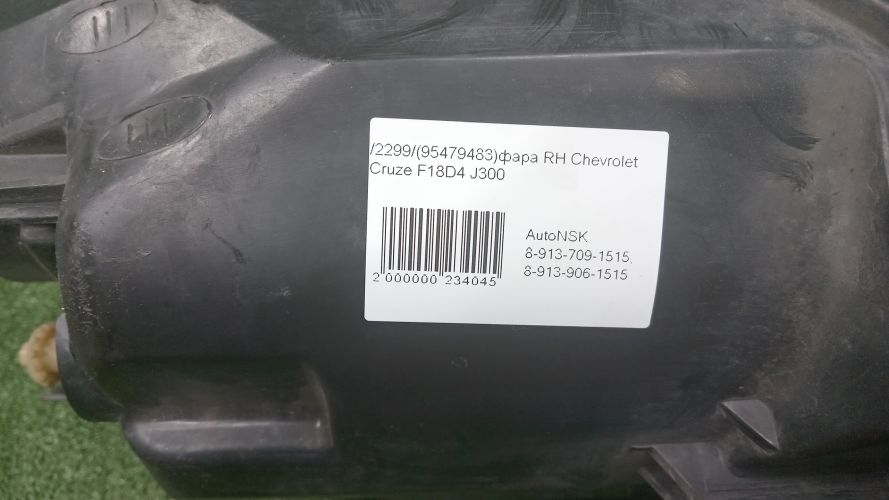 /2299/(95479483)фара RH Chevrolet
Cruze F18D4 J300
2 000000 234045
AutoNSK
8-913-709-1515,
8-913-906-1515